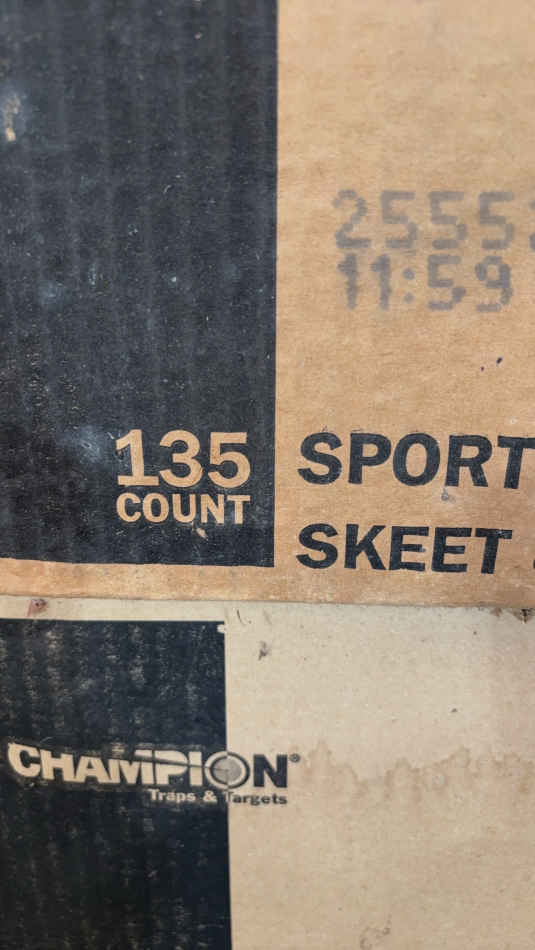 2555
11:59
135
COUNT
SPORT
SKEET
CHAMPION®
Traps & Targets